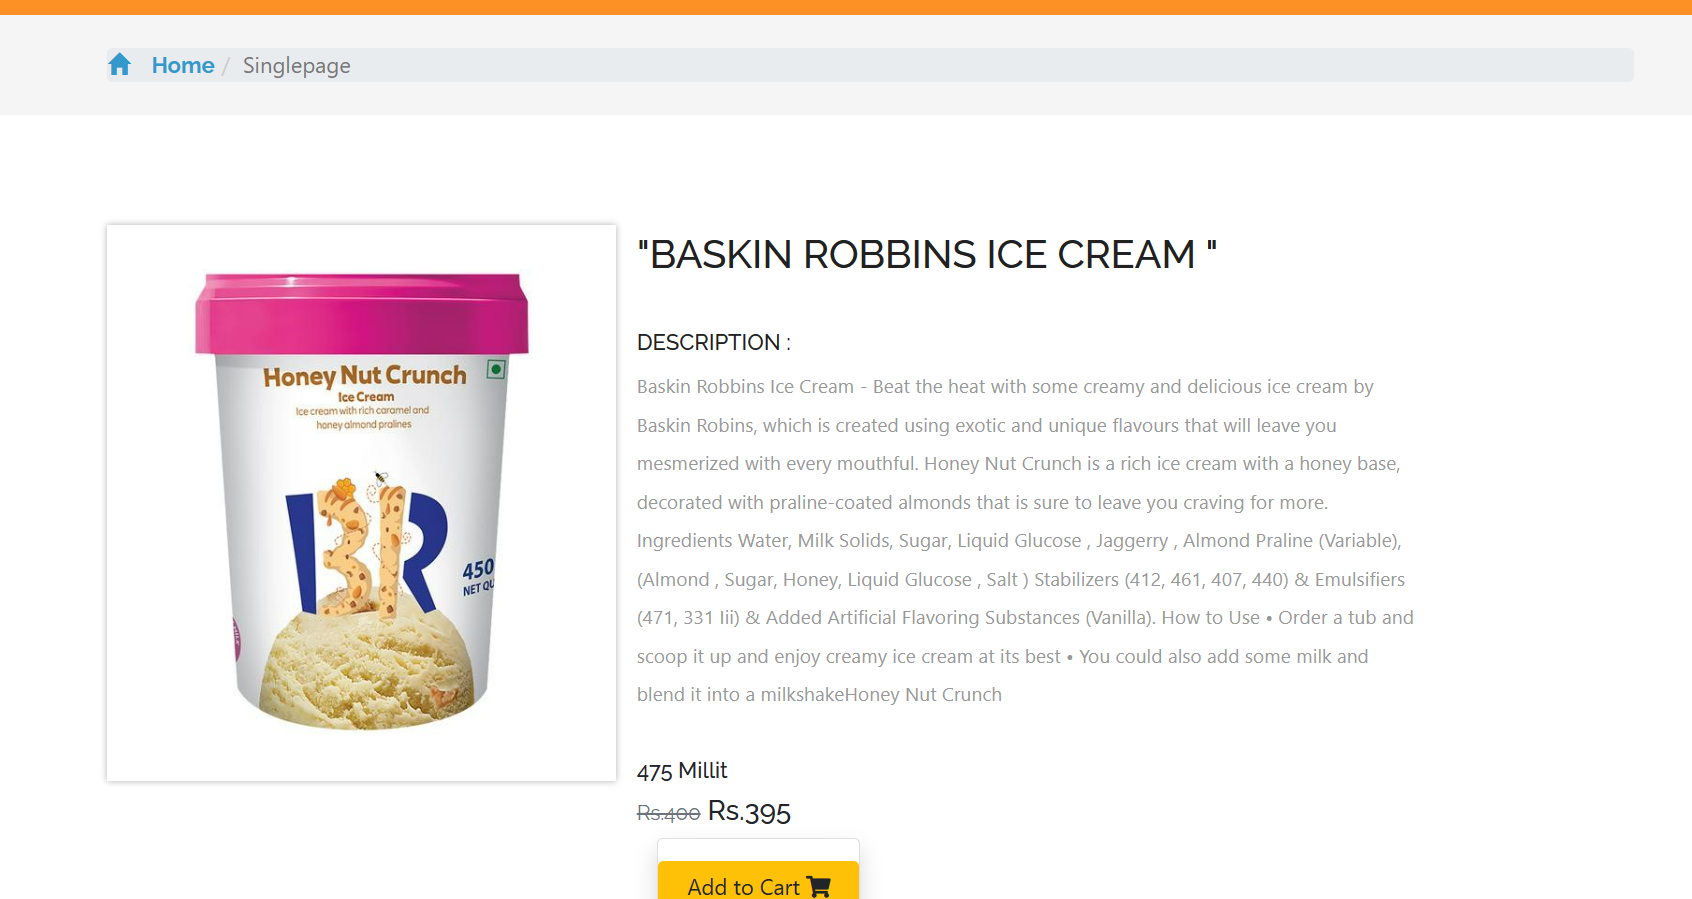 Home / Singlepage
Honey Nut Crunch
Ice Cream
Ice cream with rich caramel and
honey almond pralines
BR
450
NET
"BASKIN ROBBINS ICE CREAM "
DESCRIPTION :
Baskin Robbins Ice Cream - Beat the heat with some creamy and delicious ice cream by
Baskin Robins, which is created using exotic and unique flavours that will leave you
mesmerized with every mouthful. Honey Nut Crunch is a rich ice cream with a honey base,
decorated with praline-coated almonds that is sure to leave you craving for more.
Ingredients Water, Milk Solids, Sugar, Liquid Glucose , Jaggerry , Almond Praline (Variable),
(Almond , Sugar, Honey, Liquid Glucose , Salt ) Stabilizers (412, 461, 407, 440) & Emulsifiers
(471, 331 Iii) & Added Artificial Flavoring Substances (Vanilla). How to Use • Order a tub and
scoop it up and enjoy creamy ice cream at its best • You could also add some milk and
blend it into a milkshakeHoney Nut Crunch
475 Millit
Rs.400 Rs.395
Add to Cart